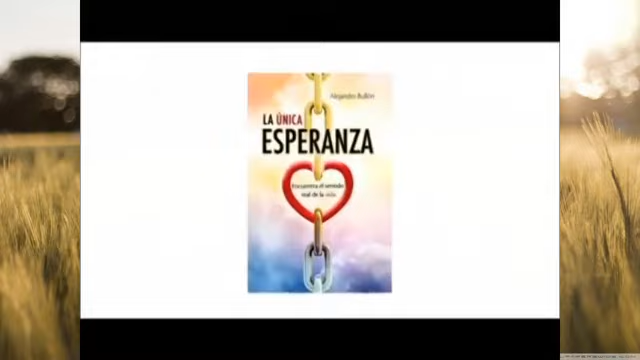 Alejandro Bullón
LA ÚNICA
ESPERANZA
Encuentra el sentido
real de la vida.